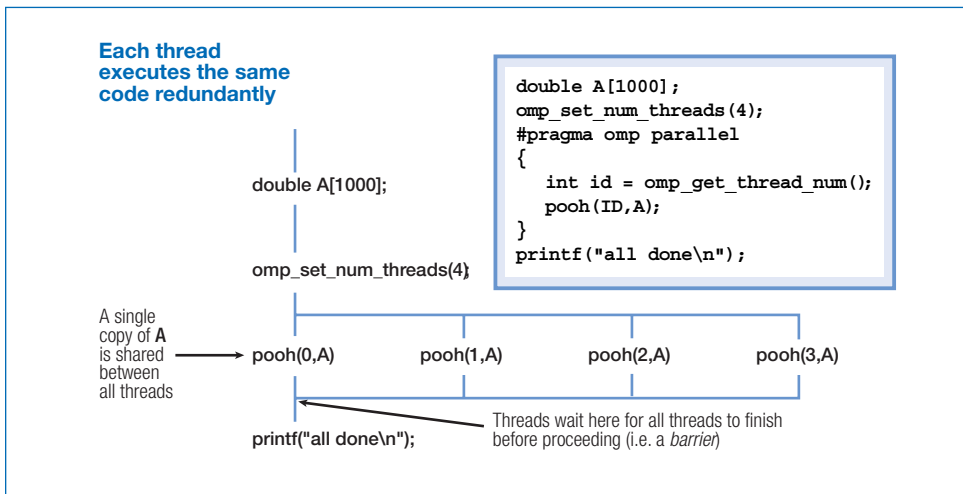 Each thread
executes the same
code redundantly
double A[1000];
omp_set_num_threads(4);
#pragma omp parallel
{
int id = omp_get_thread_num();
pooh(ID,A);
}
printf("all done\n");
double A[1000];
omp_set_num_threads(4);
A single
copy of A
is shared
between
all threads
pooh(0,A) pooh(1,A) pooh(2,A) pooh(3,A)
Threads wait here for all threads to finish
before proceeding (i.e. a barrier)
printf("all done\n");